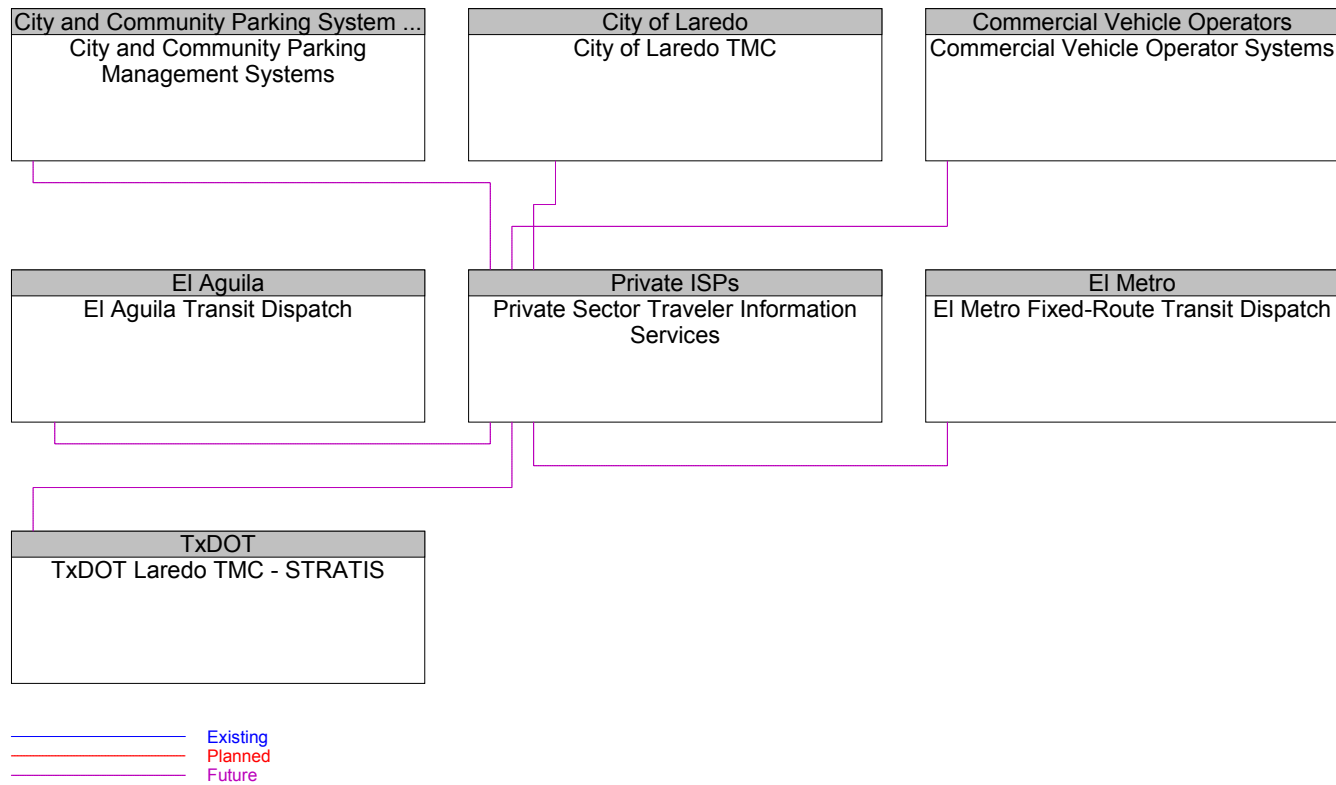 City and Community Parking System ...
City and Community Parking
Management Systems
City of Laredo
City of Laredo TMC
Commercial Vehicle Operators
Commercial Vehicle Operator Systems
El Aguila
El Aguila Transit Dispatch
Private ISPs
Private Sector Traveler Information
Services
El Metro
El Metro Fixed-Route Transit Dispatch
TxDOT
TxDOT Laredo TMC - STRATIS
Existing
Planned
Future